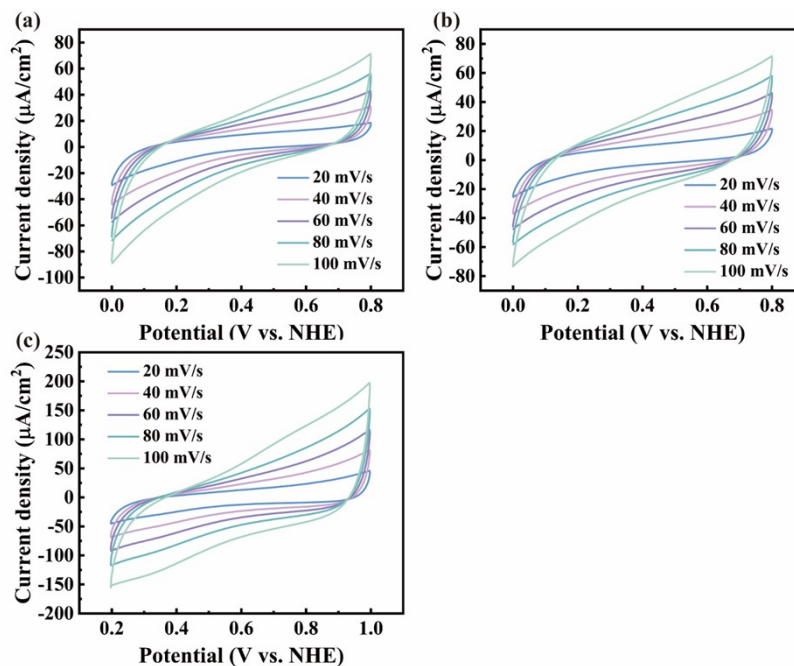 (a)
80
60
40
20
0
-20
-40
-60
-80
-100
Current density (μA/cm²)
20 mV/s
40 mV/s
60 mV/s
80 mV/s
100 mV/s
0.0 0.2 0.4 0.6 0.8
Potential (V vs. NHE)
(b)
80
60
40
20
0
-20
-40
-60
-80
Current density (μA/cm²)
20 mV/s
40 mV/s
60 mV/s
80 mV/s
100 mV/s
0.0 0.2 0.4 0.6 0.8
Potential (V vs. NHE)
(c)
250
200
150
100
50
0
-50
-100
-150
-200
Current density (μA/cm²)
20 mV/s
40 mV/s
60 mV/s
80 mV/s
100 mV/s
0.2 0.4 0.6 0.8 1.0
Potential (V vs. NHE)